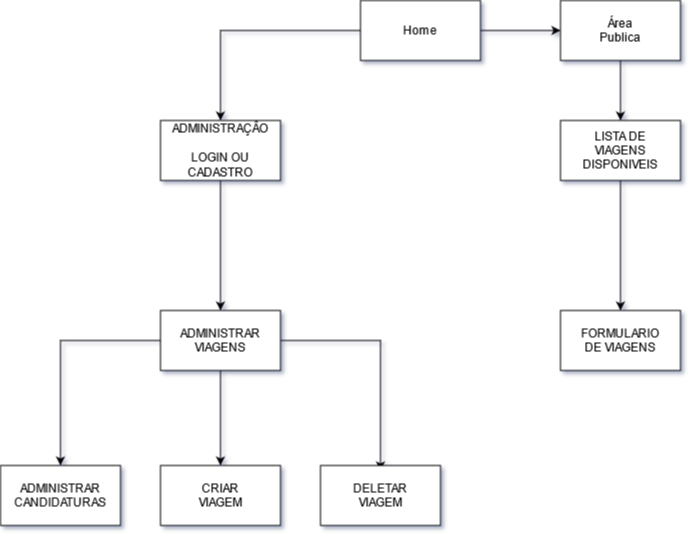 Home
Área
Publica
ADMINISTRAÇÃO
LOGIN OU
CADASTRO
LISTA DE
VIAGENS
DISPONIVEIS
ADMINISTRAR
VIAGENS
FORMULARIO
DE VIAGENS
ADMINISTRAR
CANDIDATURAS
CRIAR
VIAGEM
DELETAR
VIAGEM